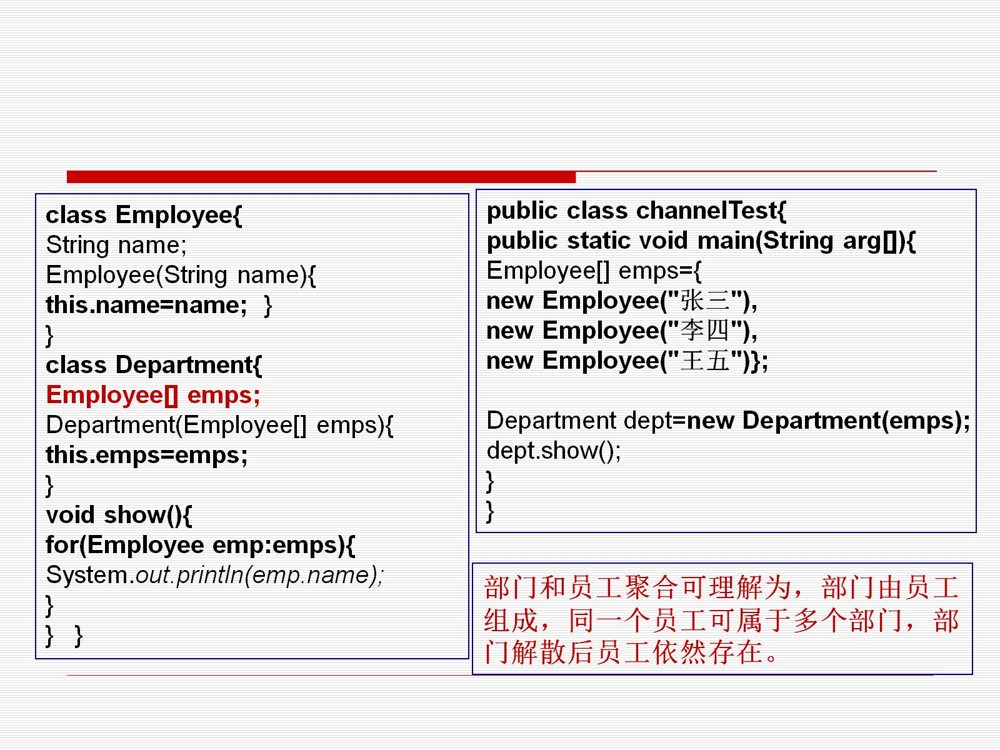 class Employee{
String name;
Employee(String name){
this.name=name;  }
}
class Department{
Employee[] emps;
Department(Employee[] emps){
this.emps=emps;
}
void show(){
for(Employee emp:emps){
System.out.println(emp.name);
}
}  }
public class channelTest{
public static void main(String arg[]){
Employee[] emps={
new Employee("张三"),
new Employee("李四"),
new Employee("王五")};
Department dept=new Department(emps);
dept.show();
}
}
部门和员工聚合可理解为，部门由员工
组成，同一个员工可属于多个部门，部
门解散后员工依然存在。